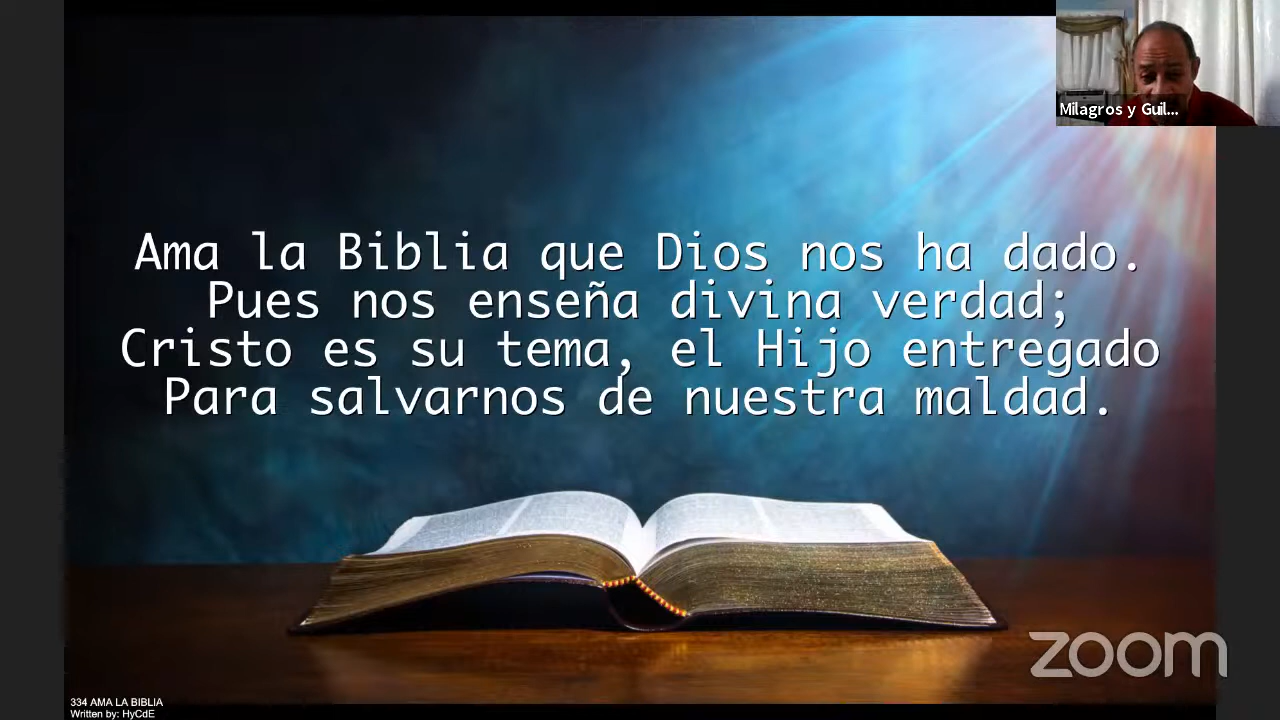 Milagros y Guil...
Ama la Biblia que Dios nos ha dado.
Pues nos enseña divina verdad;
Cristo es su tema, el Hijo entregado
Para salvarnos de nuestra maldad.
zoom
334 AMA LA BIBLIA
Written by: HyCdE